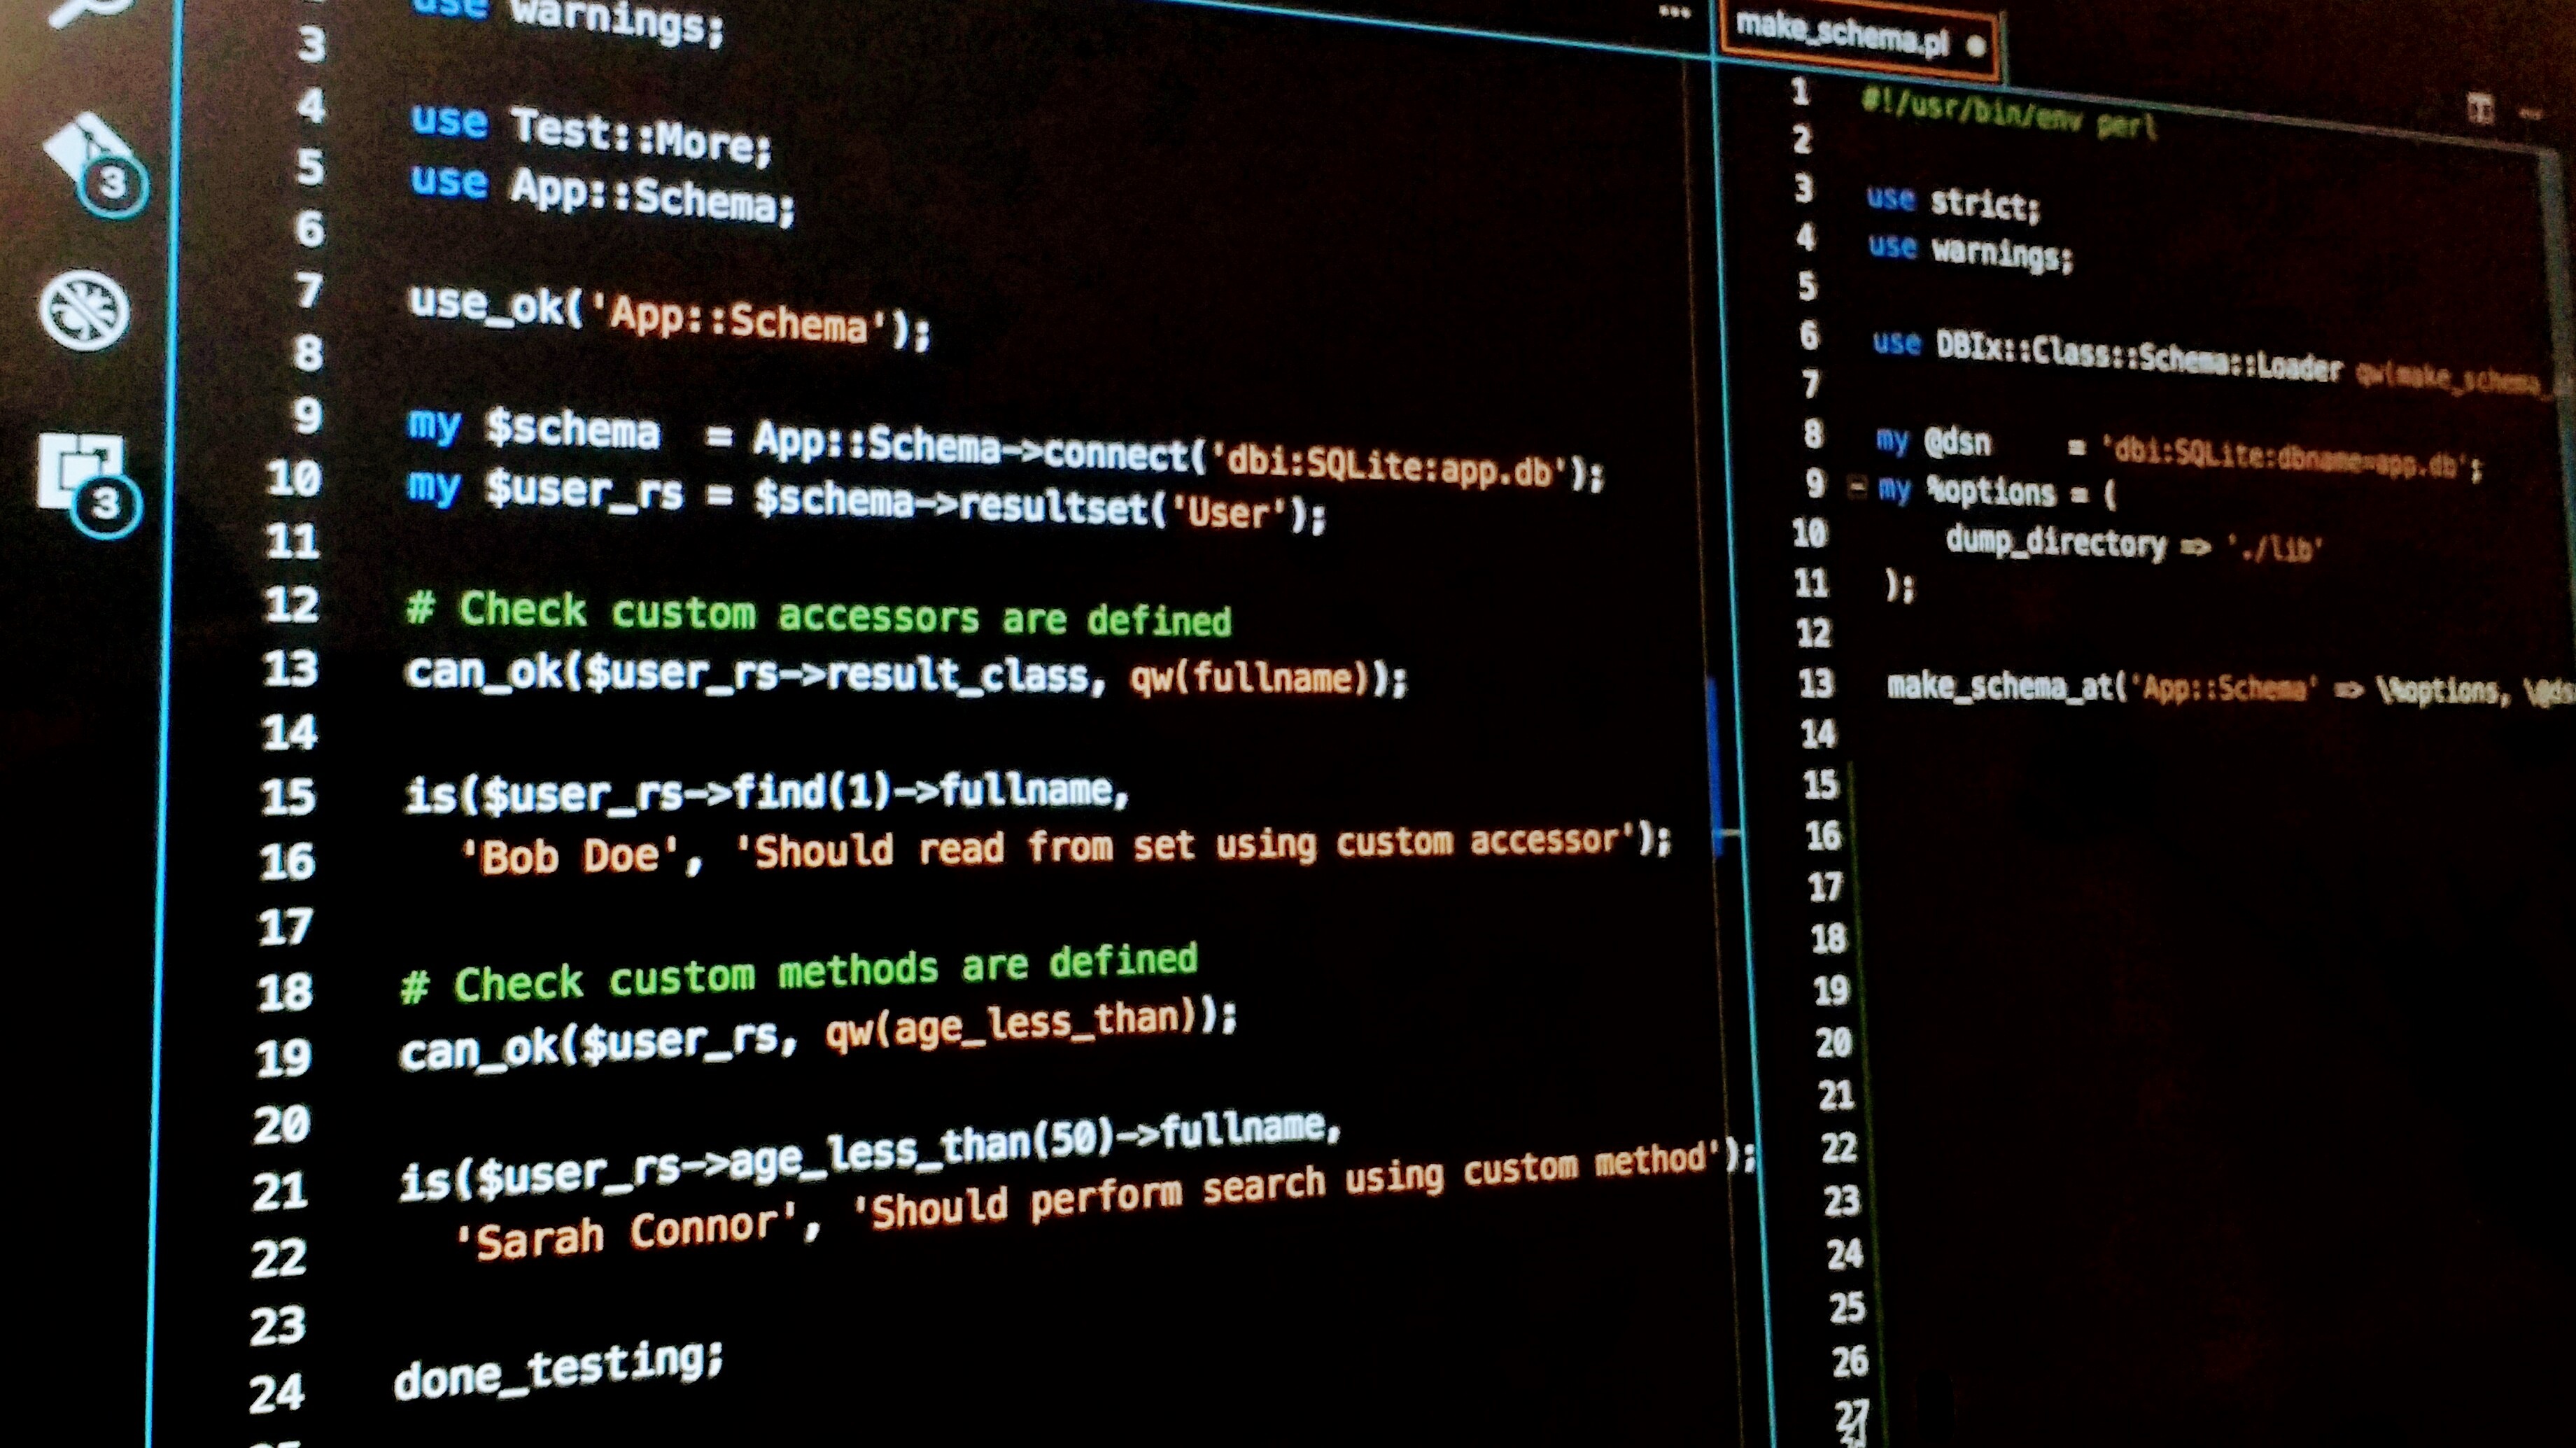 use warnings;
3
4 use Test::More;
5 use App::Schema;
6
7 use_ok('App::Schema');
8
9 my $schema  = App::Schema->connect('dbi:SQLite:app.db');
10 my $user_rs = $schema->resultset('User');
11
12 # Check custom accessors are defined
13 can_ok($user_rs->result_class, qw(fullname));
14
15 is($user_rs->find(1)->fullname,
16 'Bob Doe', 'Should read from set using custom accessor');
17
18 # Check custom methods are defined
19 can_ok($user_rs, qw(age_less_than));
20
21 is($user_rs->age_less_than(50)->fullname,
22 'Sarah Connor', 'Should perform search using custom method');
23
24 done_testing;
3
3
make_schema.pl
1 #!/usr/bin/env perl
2
3 use strict;
4 use warnings;
5
6 use DBIx::Class::Schema::Loader qw(make_schema_
7
8 my @dsn     = 'dbi:SQLite:dbname=app.db';
9 my %options = (
10 dump_directory => './lib'
11 );
12
13 make_schema_at('App::Schema' => \%options, \@ds
14
15
16
17
18
19
20
21
22
23
24
25
26
27